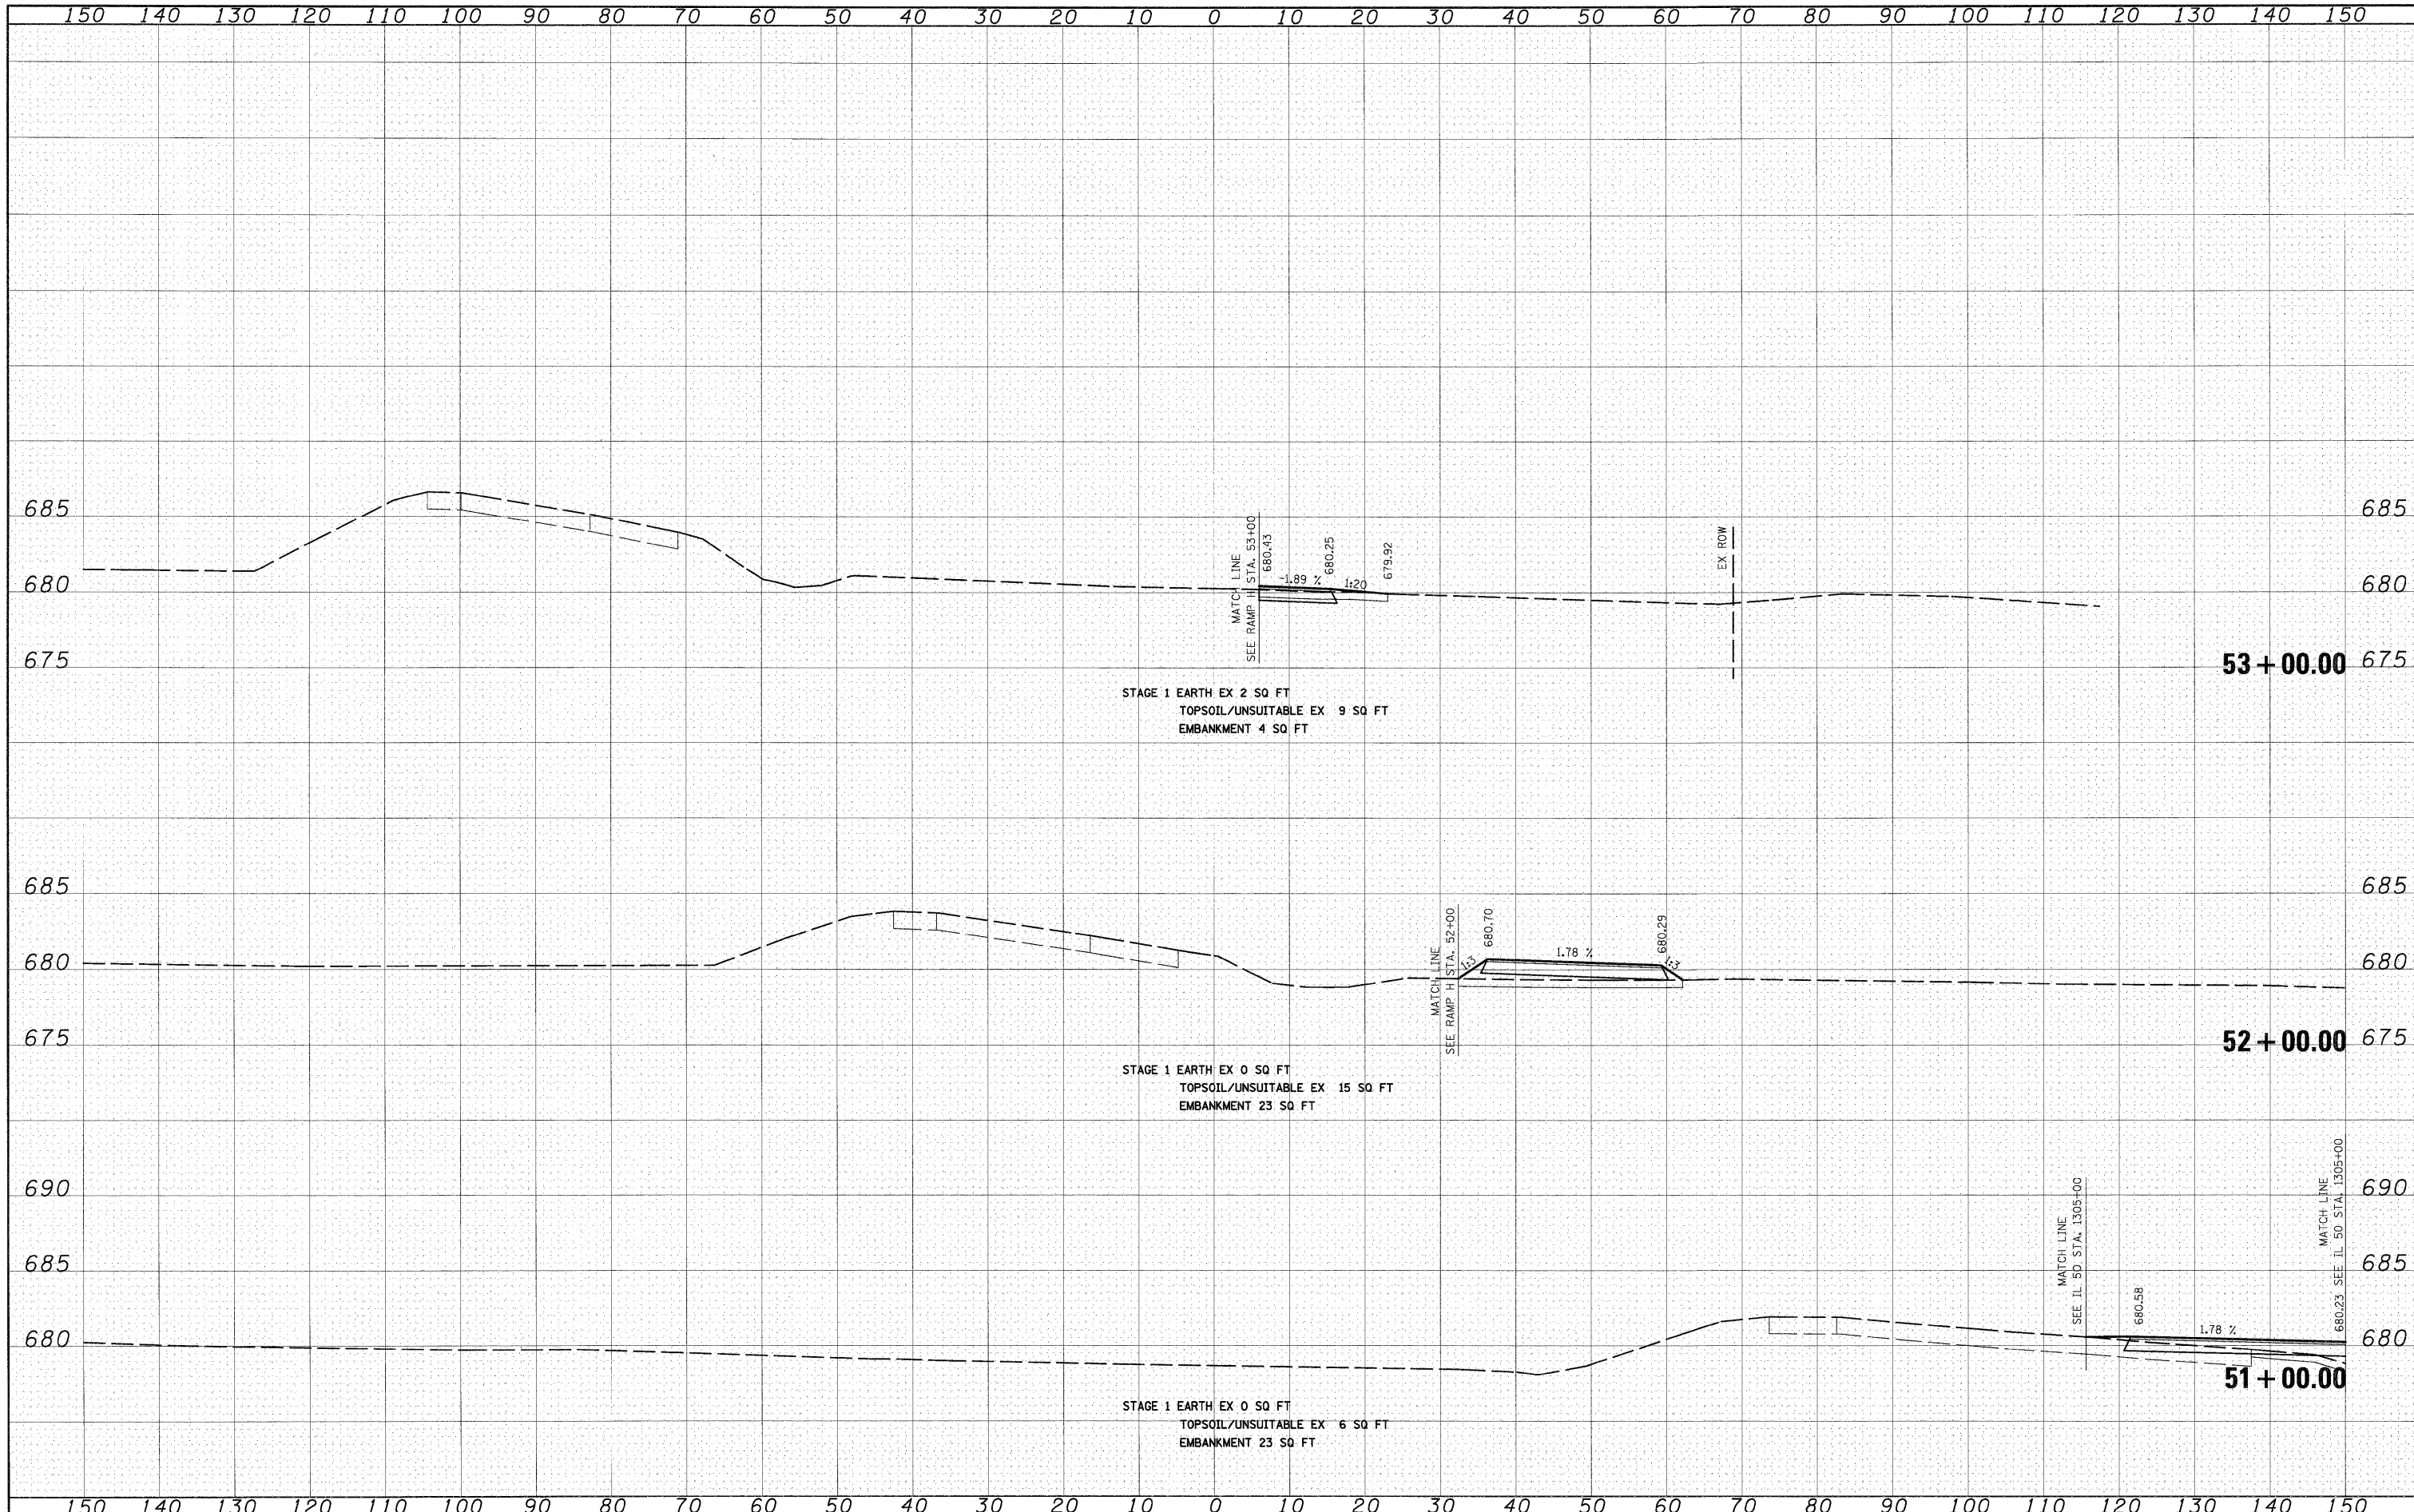 150 140 130 120 110 100 90 80 70 60 50 40 30 20 10 0 10 20 30 40 50 60 70 80 90 100 110 120 130 140 150
685 685
MATCH LINE
SEE RAMP H STA. 53+00
680.43
680.25
679.92
EX ROW
-1.89 %
1:20
680 680
675 53+00.00 675
STAGE 1 EARTH EX 2 SQ FT
TOPSOIL/UNSUITABLE EX 9 SQ FT
EMBANKMENT 4 SQ FT
685 685
MATCH LINE
SEE RAMP H STA. 52+00
680.70
680.29
1:3
1.78 %
1:3
680 680
675 52+00.00 675
STAGE 1 EARTH EX 0 SQ FT
TOPSOIL/UNSUITABLE EX 15 SQ FT
EMBANKMENT 23 SQ FT
690 690
685 685
MATCH LINE
SEE IL 50 STA. 1305+00
680.58
1.78 %
MATCH LINE
680.23 SEE IL 50 STA. 1305+00
680 680
51+00.00
STAGE 1 EARTH EX 0 SQ FT
TOPSOIL/UNSUITABLE EX 6 SQ FT
EMBANKMENT 23 SQ FT
150 140 130 120 110 100 90 80 70 60 50 40 30 20 10 0 10 20 30 40 50 60 70 80 90 100 110 120 130 140 150